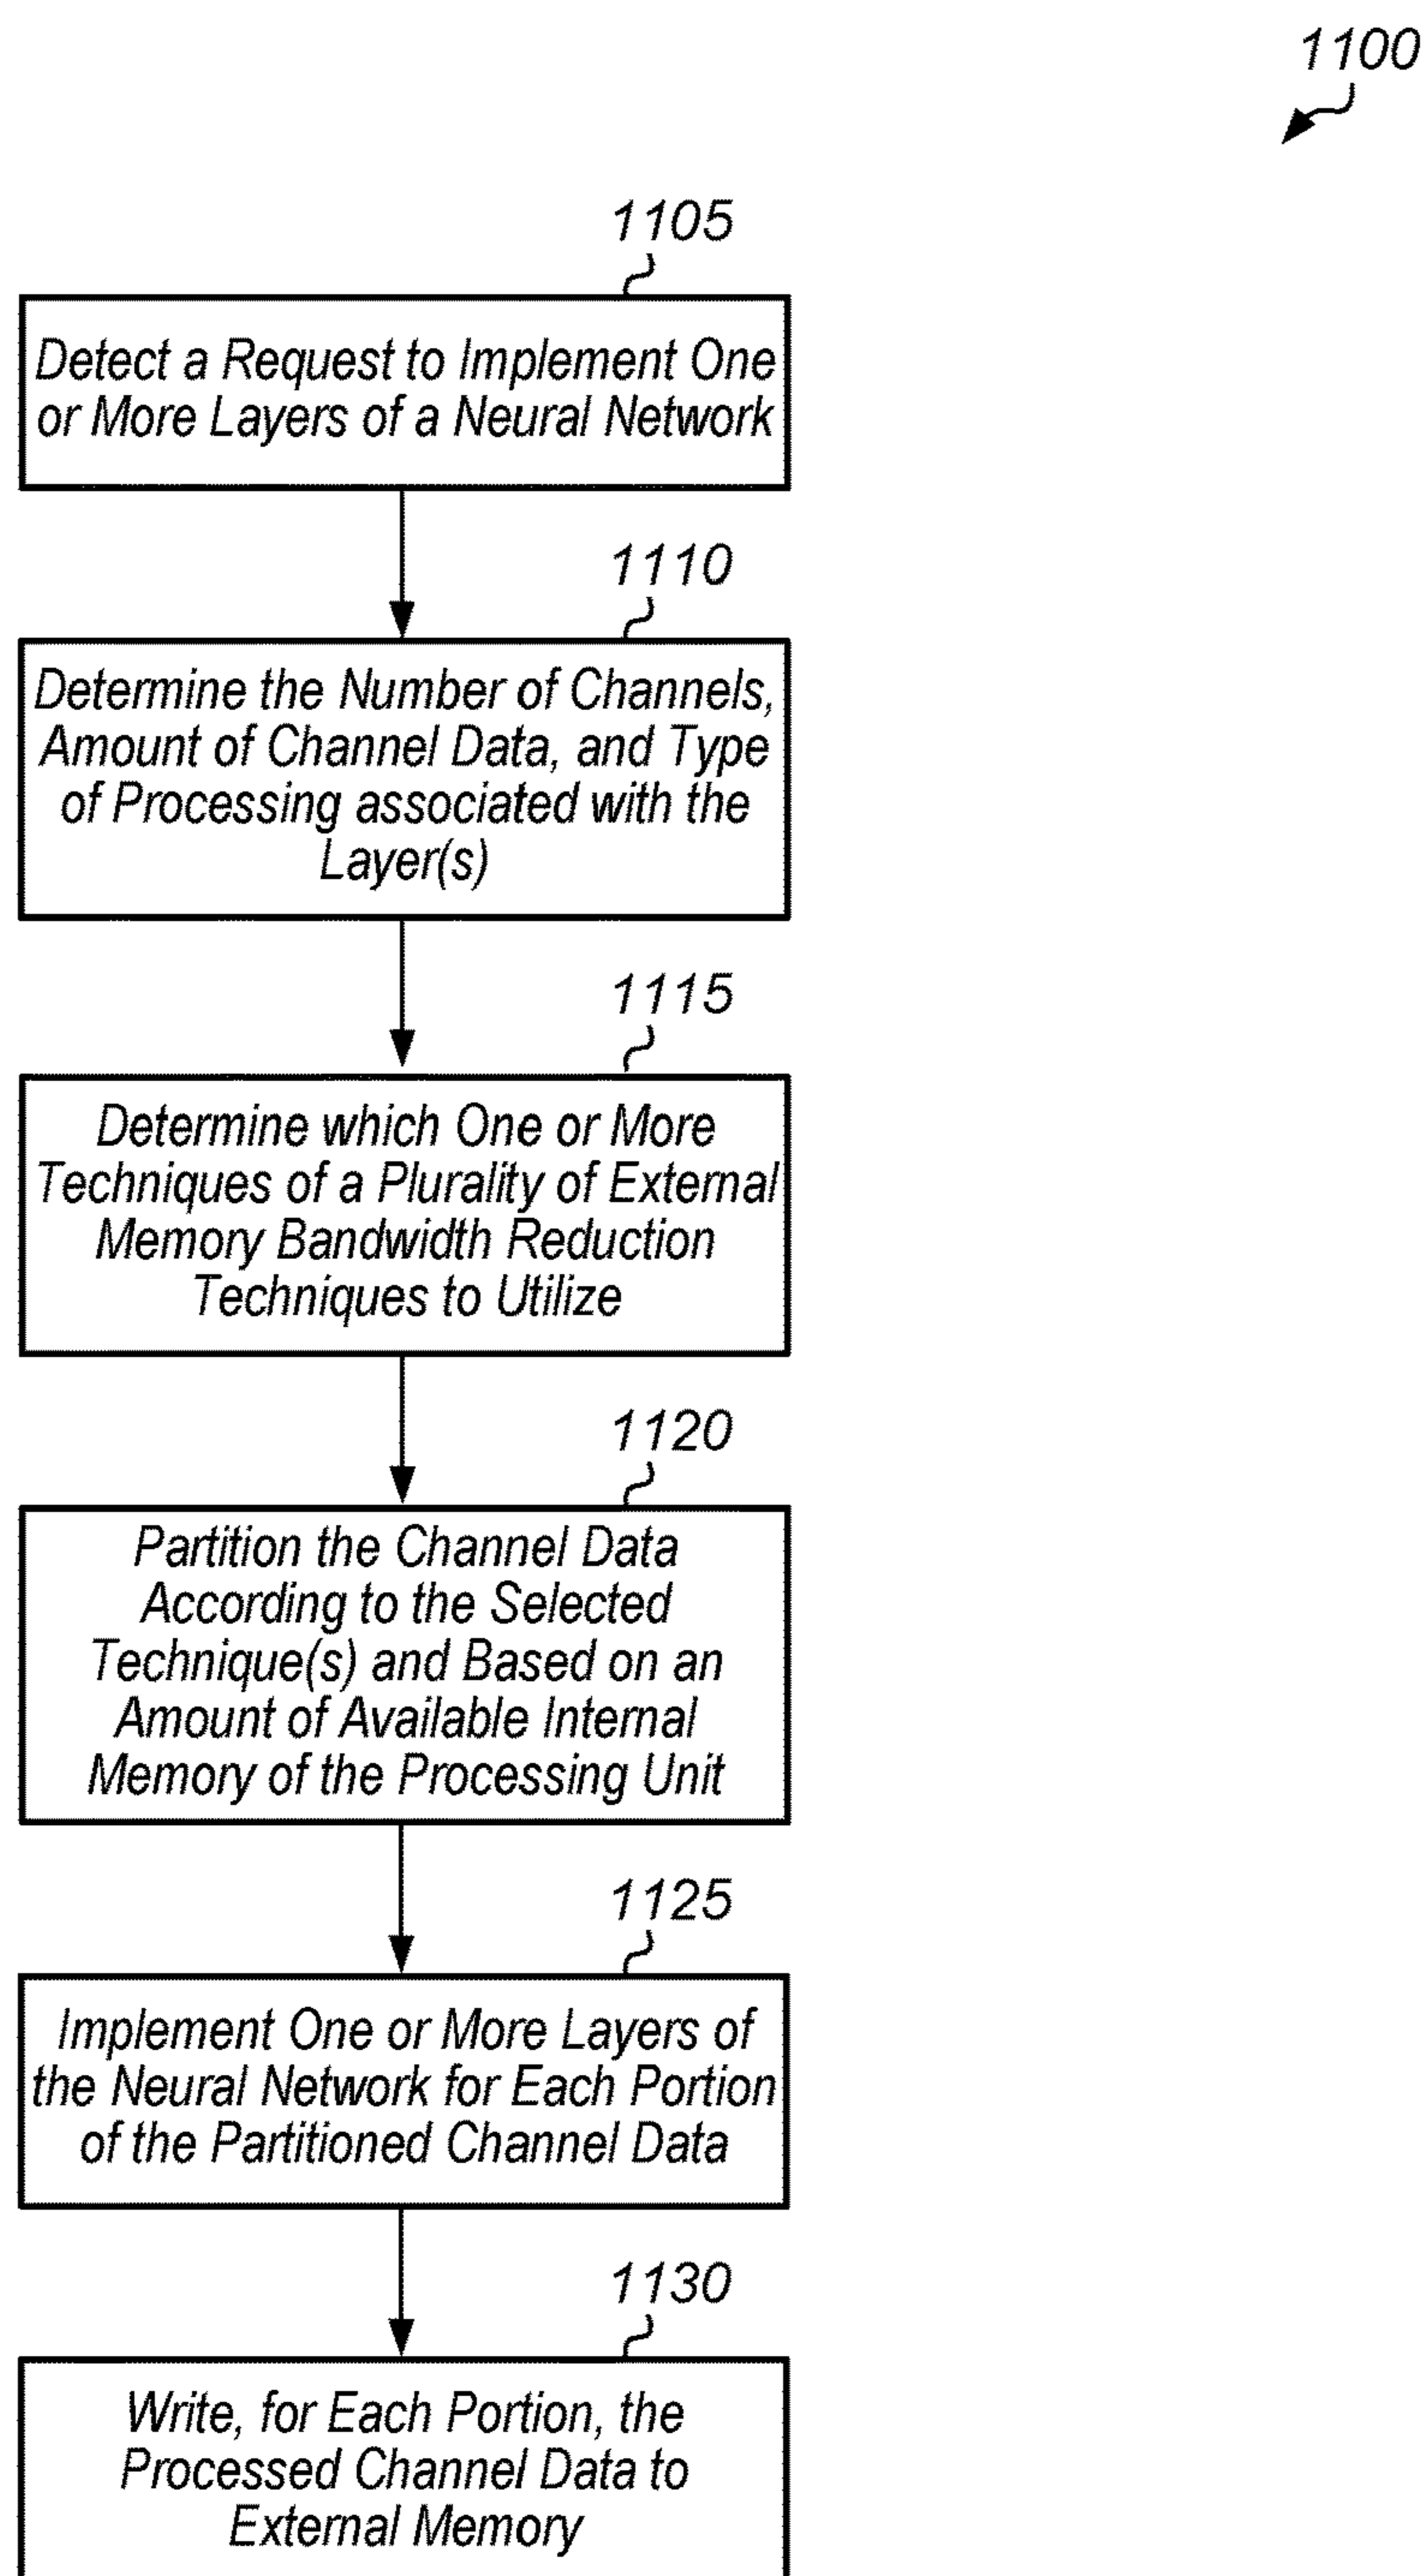 1100
1105
Detect a Request to Implement One
or More Layers of a Neural Network
1110
Determine the Number of Channels,
Amount of Channel Data, and Type
of Processing associated with the
Layer(s)
1115
Determine which One or More
Techniques of a Plurality of External
Memory Bandwidth Reduction
Techniques to Utilize
1120
Partition the Channel Data
According to the Selected
Technique(s) and Based on an
Amount of Available Internal
Memory of the Processing Unit
1125
Implement One or More Layers of
the Neural Network for Each Portion
of the Partitioned Channel Data
1130
Write, for Each Portion, the
Processed Channel Data to
External Memory